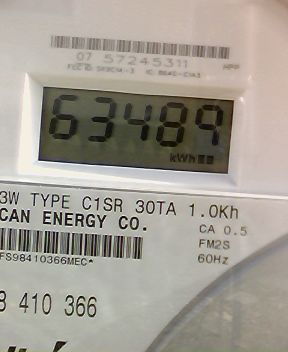 07 57245311
HPP
63489
kWh
3W TYPE C1SR 30TA 1.0Kh
CAN ENERGY CO.
CA 0.5
FM2S
60Hz
FS98410366MEC*
8 410 366